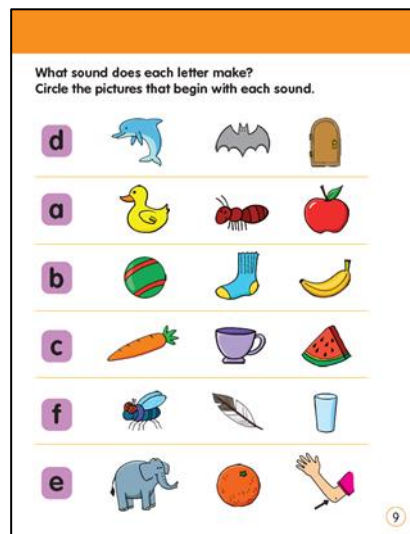 What sound does each letter make?
Circle the pictures that begin with each sound.
d
a
b
c
f
e
9